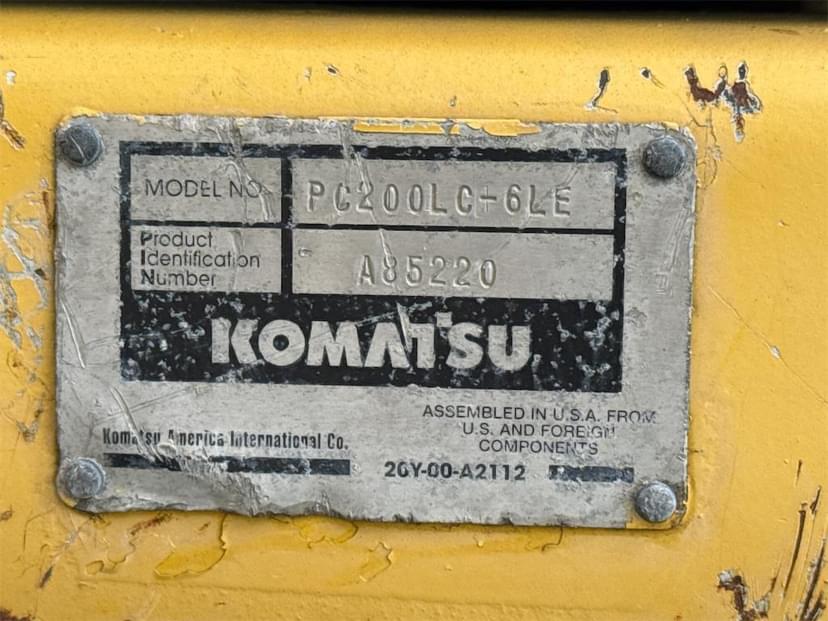 MODEL NO. PC200LC-6LE
Product
Identification
Number
A85220
KOMATSU
ASSEMBLED IN U.S.A. FROM
U.S. AND FOREIGN
COMPONENTS
Komatsu America International Co.
20Y-00-A2112